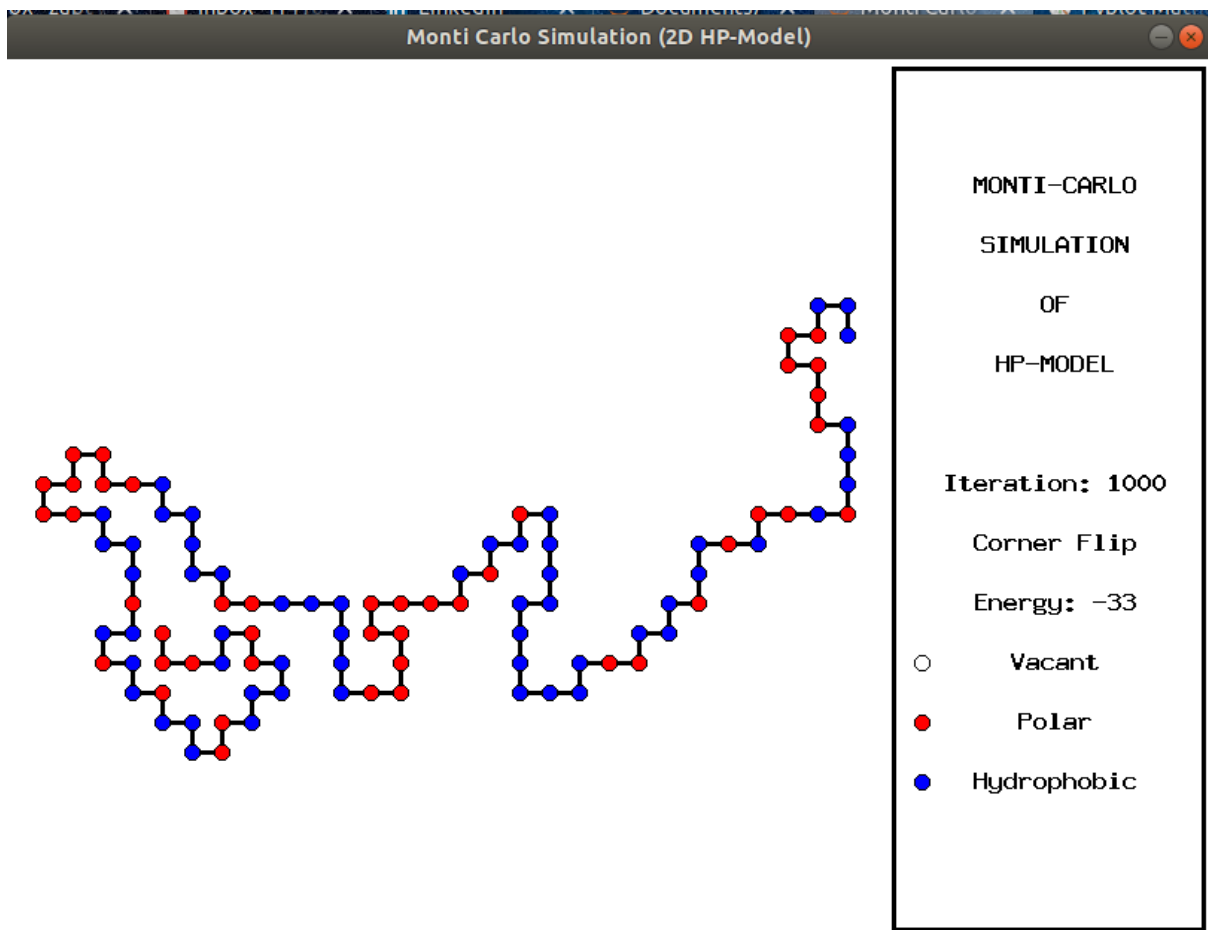 Monti Carlo Simulation (2D HP-Model)
MONTI-CARLO
SIMULATION
OF
HP-MODEL
Iteration: 1000
Corner Flip
Energy: -33
Vacant
Polar
Hydrophobic